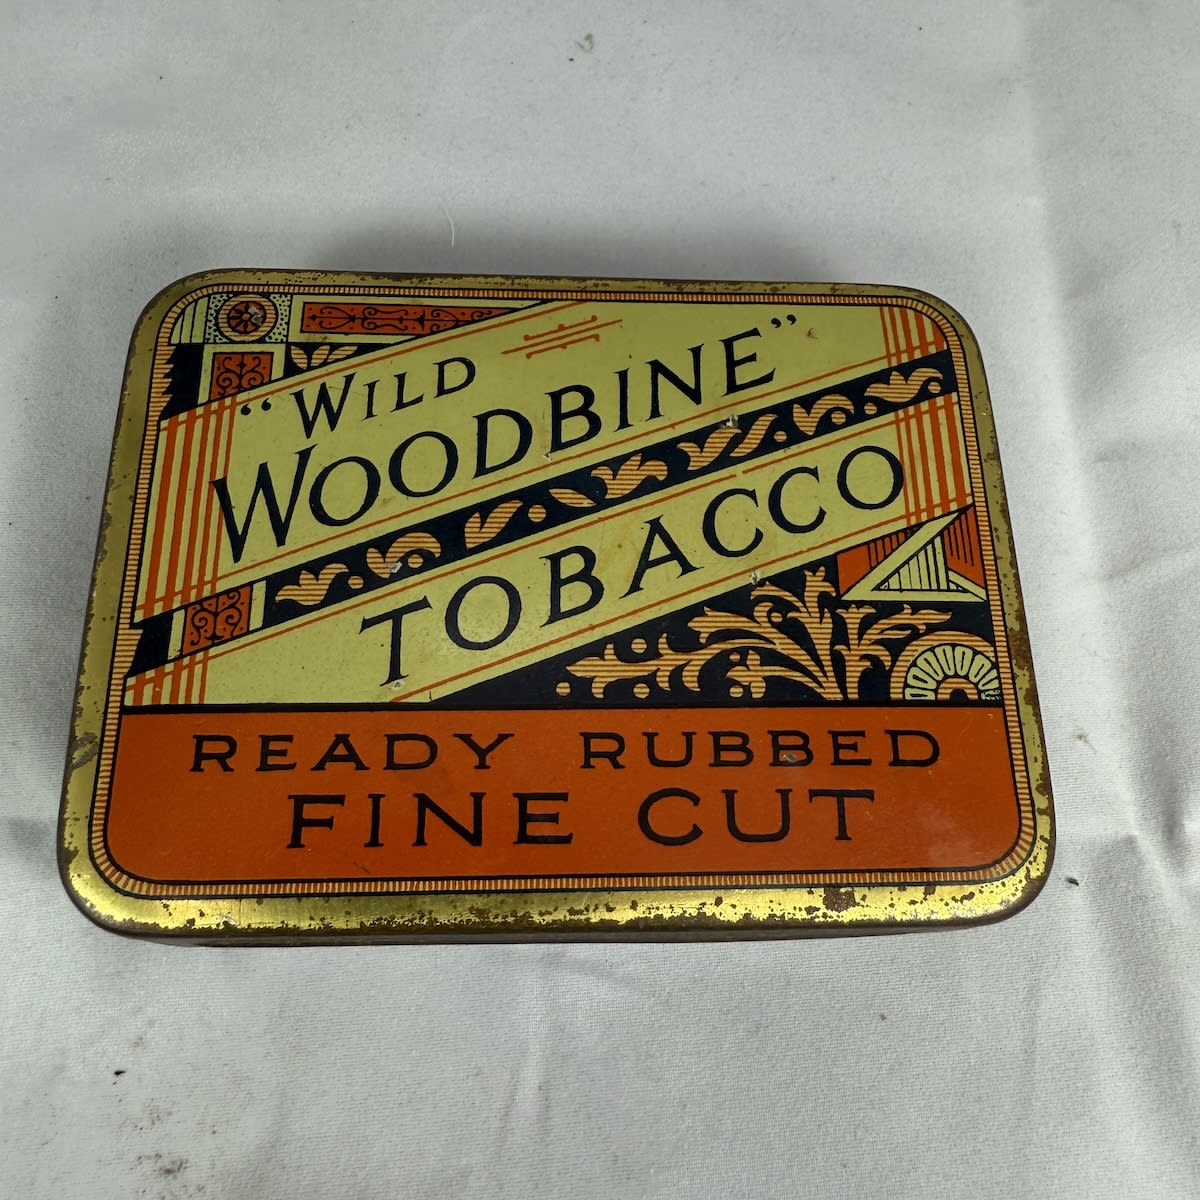 "WILD
WOODBINE"
TOBACCO
READY RUBBED
FINE CUT